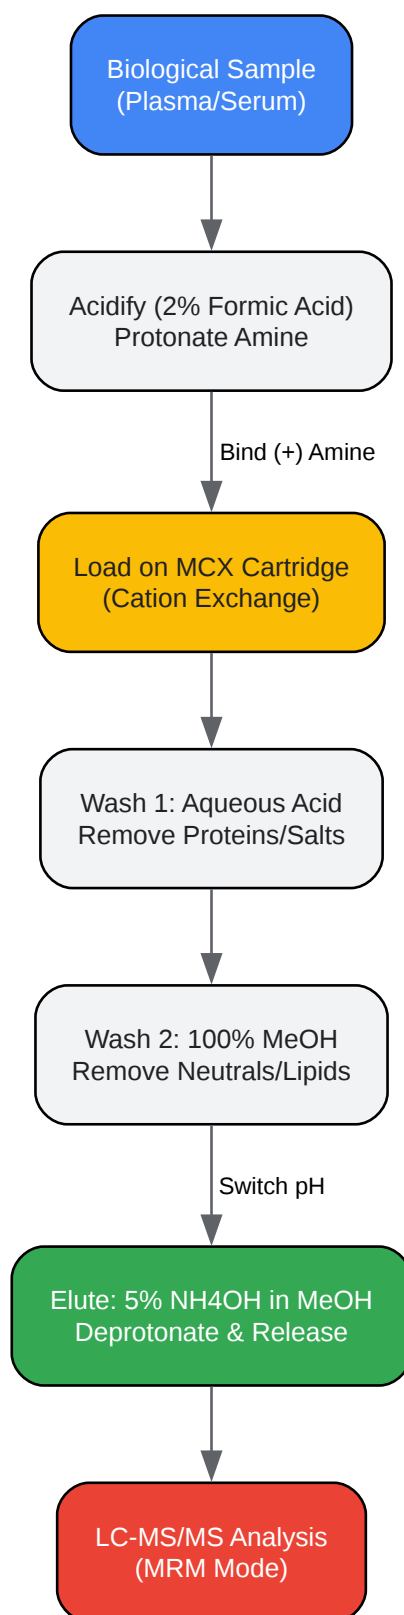 Biological Sample
(Plasma/Serum)
Acidify (2% Formic Acid)
Protonate Amine
Bind (+) Amine
Load on MCX Cartridge
(Cation Exchange)
Wash 1: Aqueous Acid
Remove Proteins/Salts
Wash 2: 100% MeOH
Remove Neutrals/Lipids
Switch pH
Elute: 5% NH4OH in MeOH
Deprotonate & Release
LC-MS/MS Analysis
(MRM Mode)